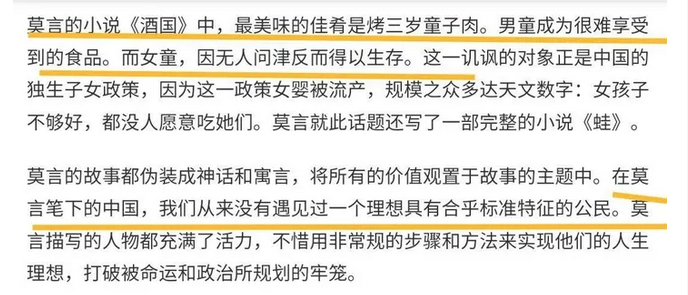 莫言的小说《酒国》中，最美味的佳肴是烤三岁童子肉。男童成为很难享受
到的食品。而女童，因无人问津反而得以生存。这一讥讽的对象正是中国的
独生子女政策，因为这一政策女婴被流产，规模之众多达天文数字：女孩子
不够好，都没人愿意吃她们。莫言就此话题还写了一部完整的小说《蛙》。
莫言的故事都伪装成神话和寓言，将所有的价值观置于故事的主题中。在莫
言笔下的中国，我们从来没有遇见过一个理想具有合乎标准特征的公民。莫
言描写的人物都充满了活力，不惜用非常规的步骤和方法来实现他们的人生
理想，打破被命运和政治所规划的牢笼。